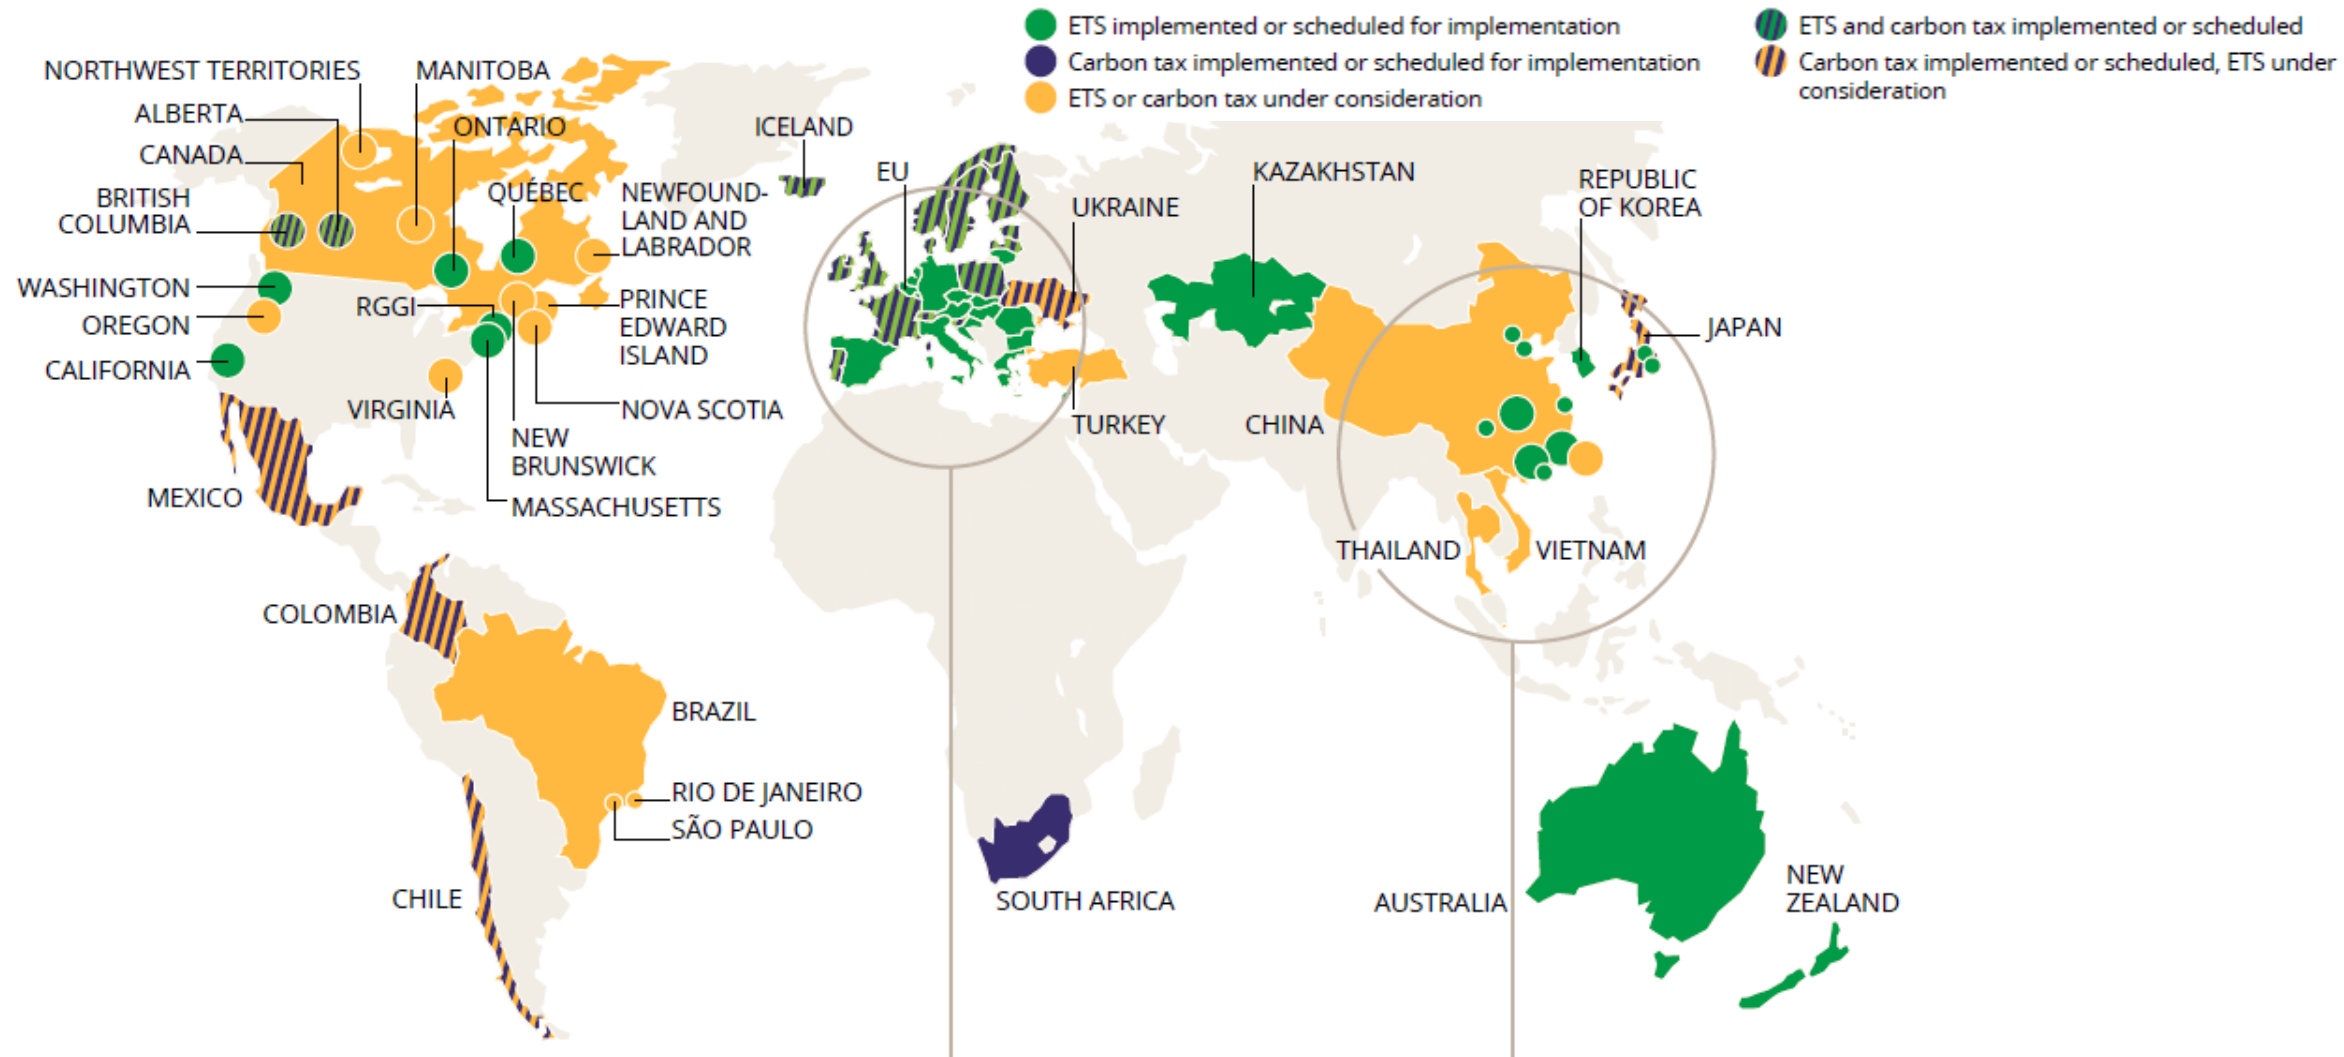 ETS implemented or scheduled for implementation
Carbon tax implemented or scheduled for implementation
ETS or carbon tax under consideration
ETS and carbon tax implemented or scheduled
Carbon tax implemented or scheduled, ETS under
consideration
NORTHWEST TERRITORIES
MANITOBA
ALBERTA
ONTARIO
CANADA
BRITISH
COLUMBIA
QUÉBEC
NEWFOUND-
LAND AND
LABRADOR
WASHINGTON
OREGON
RGGI
PRINCE
EDWARD
ISLAND
CALIFORNIA
VIRGINIA
NOVA SCOTIA
NEW
BRUNSWICK
MASSACHUSETTS
MEXICO
COLOMBIA
BRAZIL
RIO DE JANEIRO
SÃO PAULO
CHILE
ICELAND
EU
UKRAINE
TURKEY
KAZAKHSTAN
REPUBLIC
OF KOREA
JAPAN
CHINA
THAILAND
VIETNAM
SOUTH AFRICA
AUSTRALIA
NEW
ZEALAND